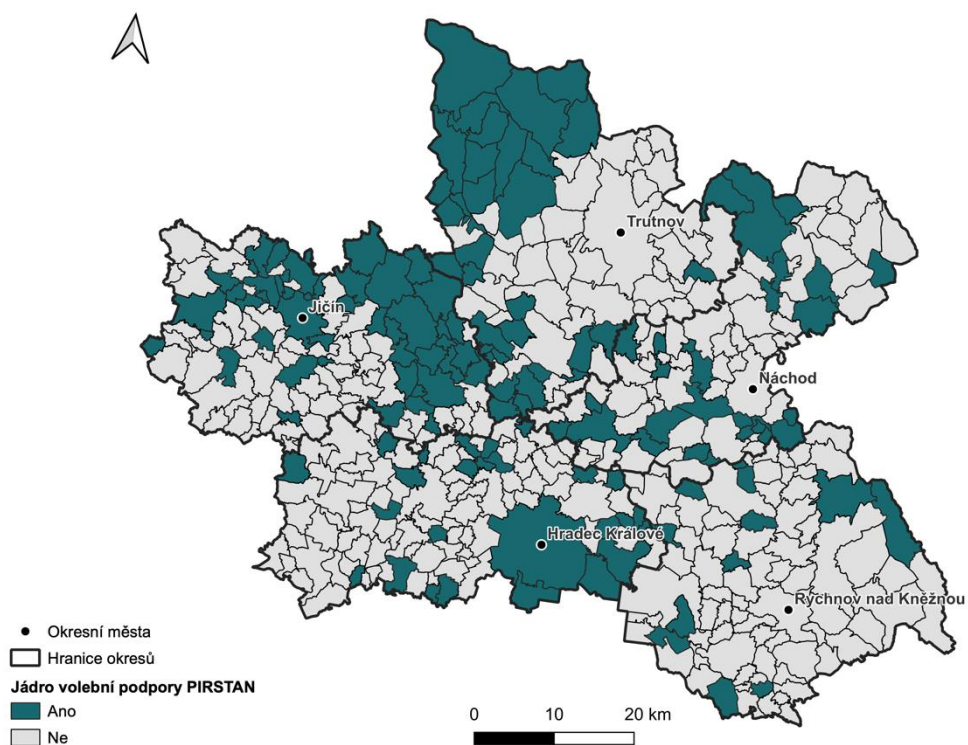 Trutnov
Jičín
Náchod
Hradec Králové
Rychnov nad Kněžnou
Okresní města
Hranice okresů
Jádro volební podpory PIRSTAN
Ano
Ne
0 10 20 km